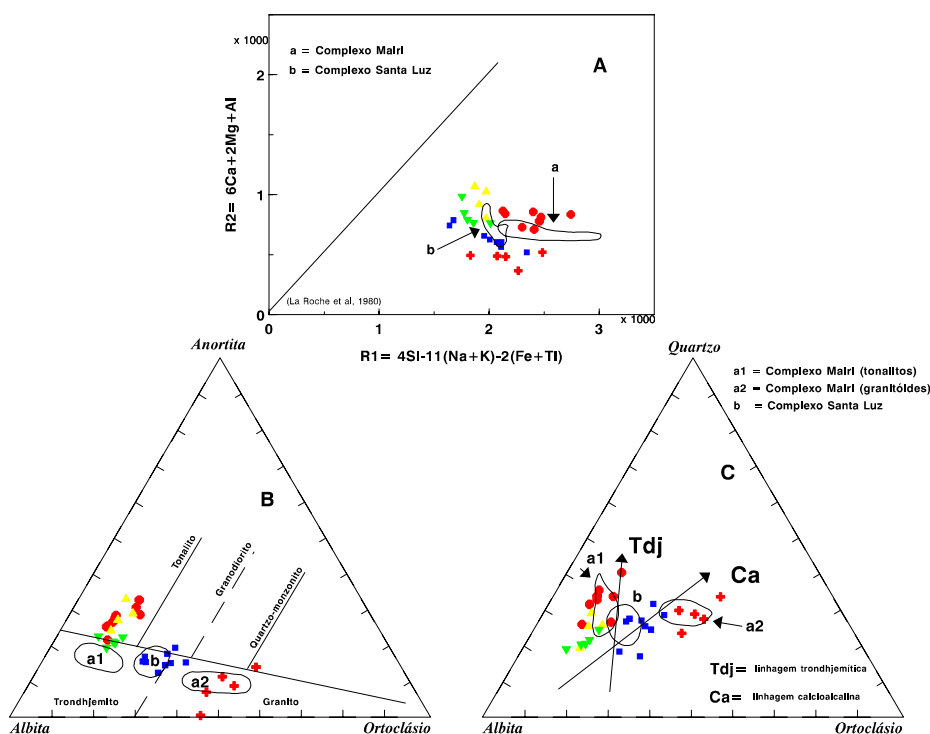 x 1000
a = Complexo MaIrI
b = Complexo Santa Luz
A
2
R2= 6Ca+2Mg+Al
a
1
b
(La Roche et al, 1980)
0
x 1000
0
1
2
3
R1= 4SI-11(Na+K)-2(Fe+TI)
Anortita
B
Tonalito
Granodiorito
Quartzo-monzonito
a1
b
a2
Trondhjemito
Granito
Albita
Ortoclásio
Quartzo
a1 = Complexo MaIrI (tonalItos)
a2 = Complexo MaIrI (granItóIdes)
b = Complexo Santa Luz
C
a1
Tdj
Ca
b
a2
Tdj= linhagem trondhjemítica
Ca= linhagem calcioalcalina
Albita
Ortoclásio